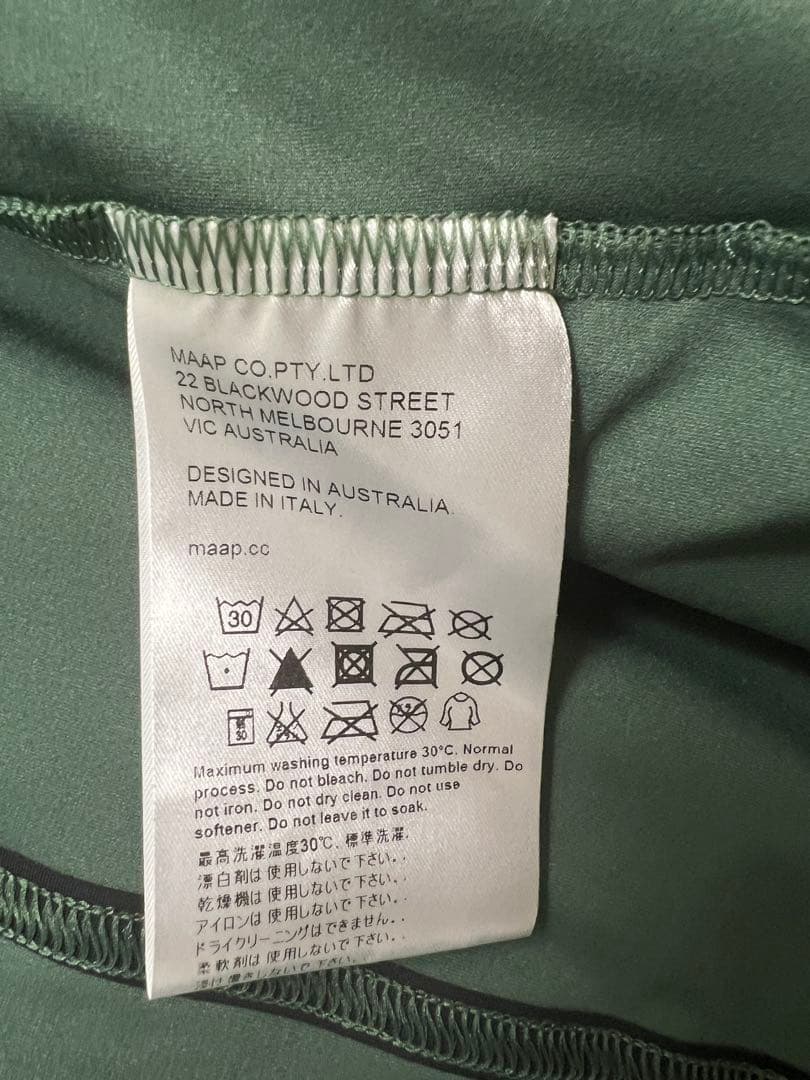 MAAP CO.PTY.LTD
22 BLACKWOOD STREET
NORTH MELBOURNE 3051
VIC AUSTRALIA
DESIGNED IN AUSTRALIA.
MADE IN ITALY.
maap.cc
30
30
Maximum washing temperature 30°C. Normal
process. Do not bleach. Do not tumble dry. Do
not iron. Do not dry clean. Do not use
softener. Do not leave it to soak.
最高洗濯温度30℃. 標準洗濯.
漂白剤は 使用しないで下さい. .
乾燥機は 使用しないで下さい. .
アイロンは 使用しないで下さい. .
ドライクリーニングはできません. .
柔軟剤は 使用しないで下さい. .